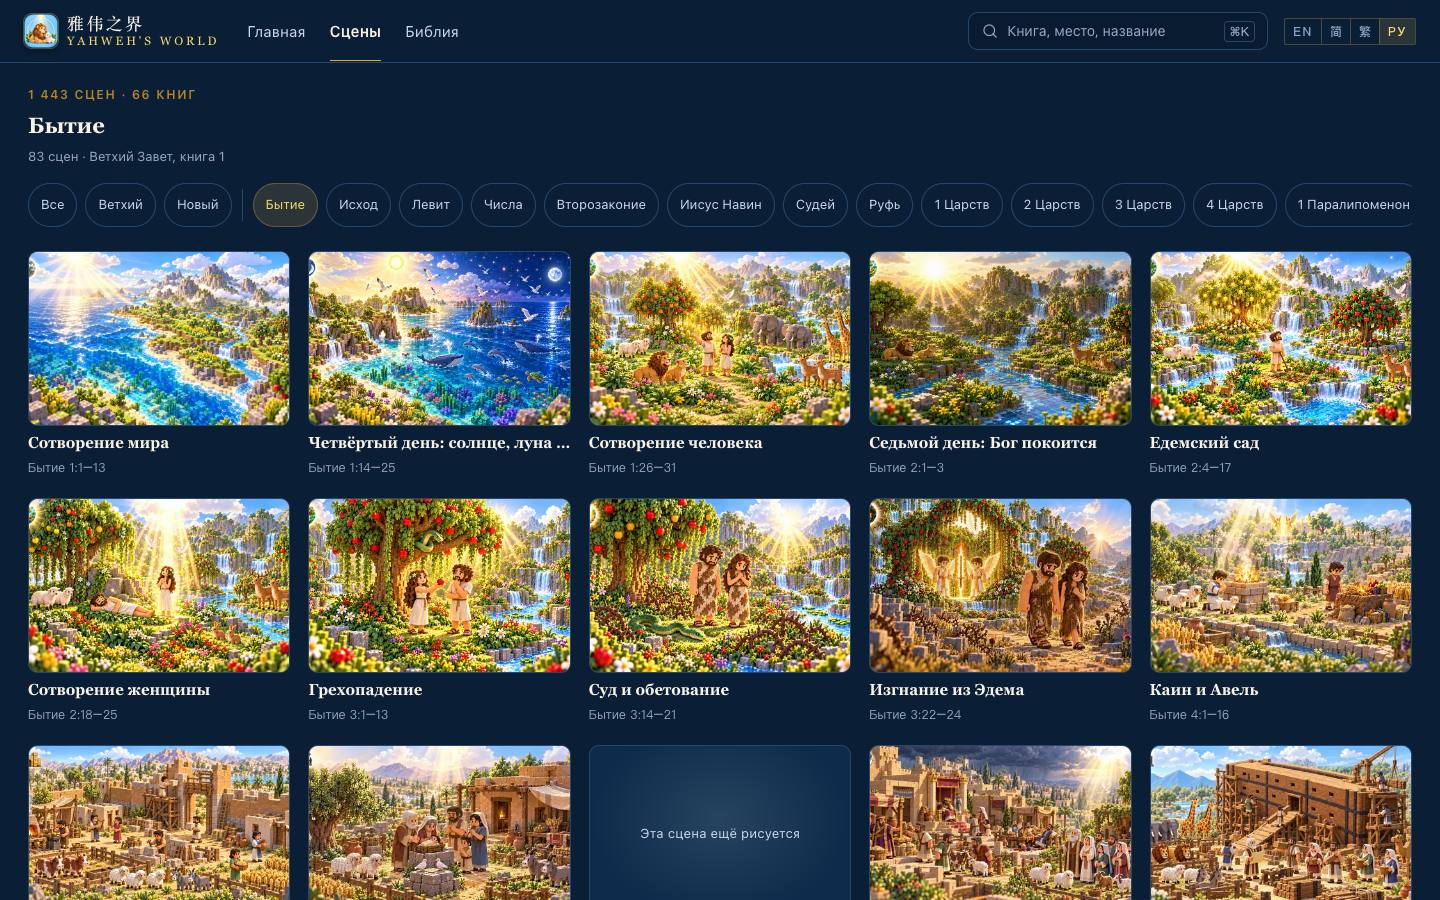 雅伟之界
YAHWEH'S WORLD
Главная
Сцены
Библия
Книга, место, название
⌘K
EN
简
繁
РУ
1 443 СЦЕН · 66 КНИГ
Бытие
83 сцен · Ветхий Завет, книга 1
Все
Ветхий
Новый
Бытие
Исход
Левит
Числа
Второзаконие
Иисус Навин
Судей
Руфь
1 Царств
2 Царств
3 Царств
4 Царств
1 Паралипоменон
Сотворение мира
Бытие 1:1—13
Четвёртый день: солнце, луна ...
Бытие 1:14—25
Сотворение человека
Бытие 1:26—31
Седьмой день: Бог покоится
Бытие 2:1—3
Едемский сад
Бытие 2:4—17
Сотворение женщины
Бытие 2:18—25
Грехопадение
Бытие 3:1—13
Суд и обетование
Бытие 3:14—21
Изгнание из Эдема
Бытие 3:22—24
Каин и Авель
Бытие 4:1—16
Эта сцена ещё рисуется